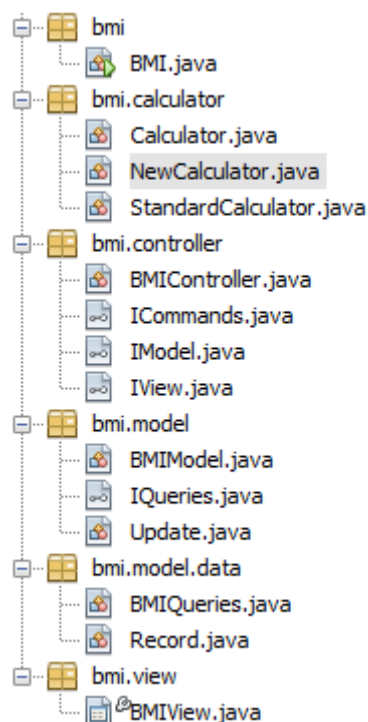 bmi
BMI.java
bmi.calculator
Calculator.java
NewCalculator.java
StandardCalculator.java
bmi.controller
BMIController.java
ICommands.java
IModel.java
IView.java
bmi.model
BMIModel.java
IQueries.java
Update.java
bmi.model.data
BMIQueries.java
Record.java
bmi.view
BMIView.java